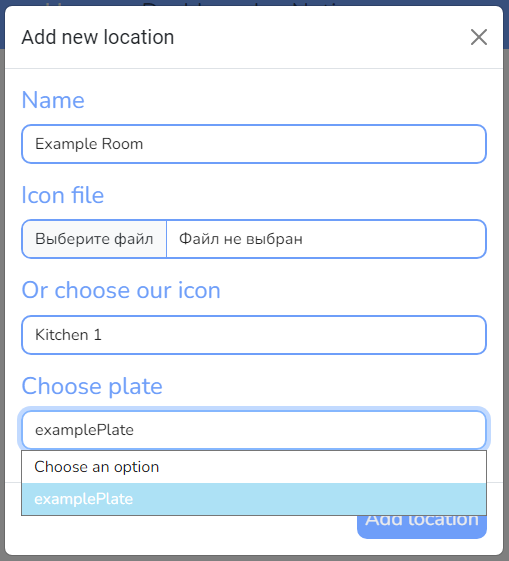 Add new location
Name
Example Room
Icon file
Выберите файл Файл не выбран
Or choose our icon
Kitchen 1
Choose plate
examplePlate
Choose an option
examplePlate
Add location